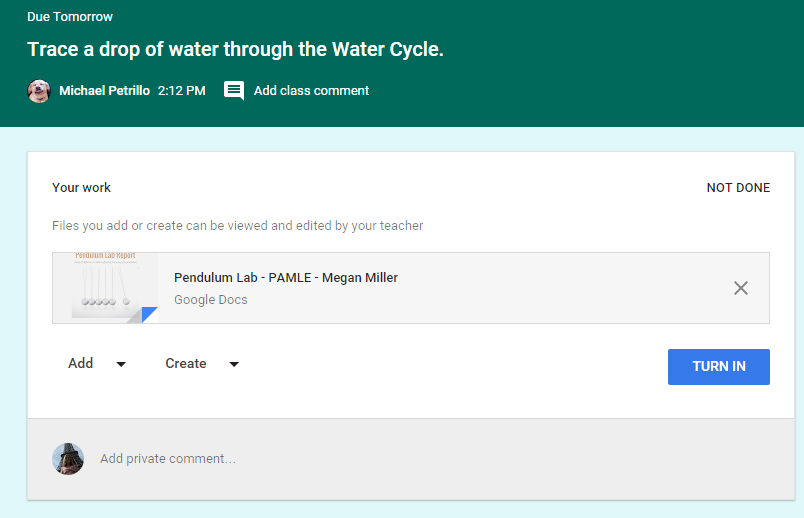 Due Tomorrow
Trace a drop of water through the Water Cycle.
Michael Petrillo 2:12 PM Add class comment
Your work NOT DONE
Files you add or create can be viewed and edited by your teacher
Pendulum Lab Report
Pendulum Lab - PAMLE - Megan Miller
Google Docs
Add Create TURN IN
Add private comment...